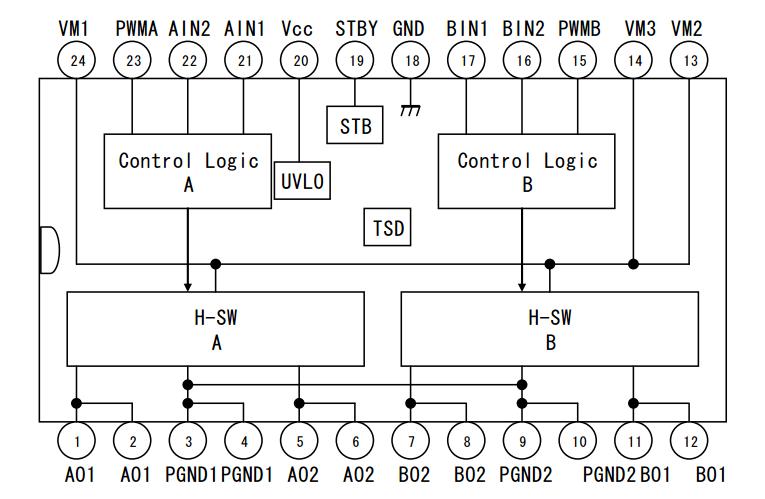 VM1 PWMA AIN2 AIN1 Vcc STBY GND BIN1 BIN2 PWMB VM3 VM2
24 23 22 21 20 19 18 17 16 15 14 13
STB
Control Logic
A
Control Logic
B
UVLO
TSD
H-SW
A
H-SW
B
1 2 3 4 5 6 7 8 9 10 11 12
AO1 AO1 PGND1 PGND1 AO2 AO2 BO2 BO2 PGND2 PGND2 BO1 BO1